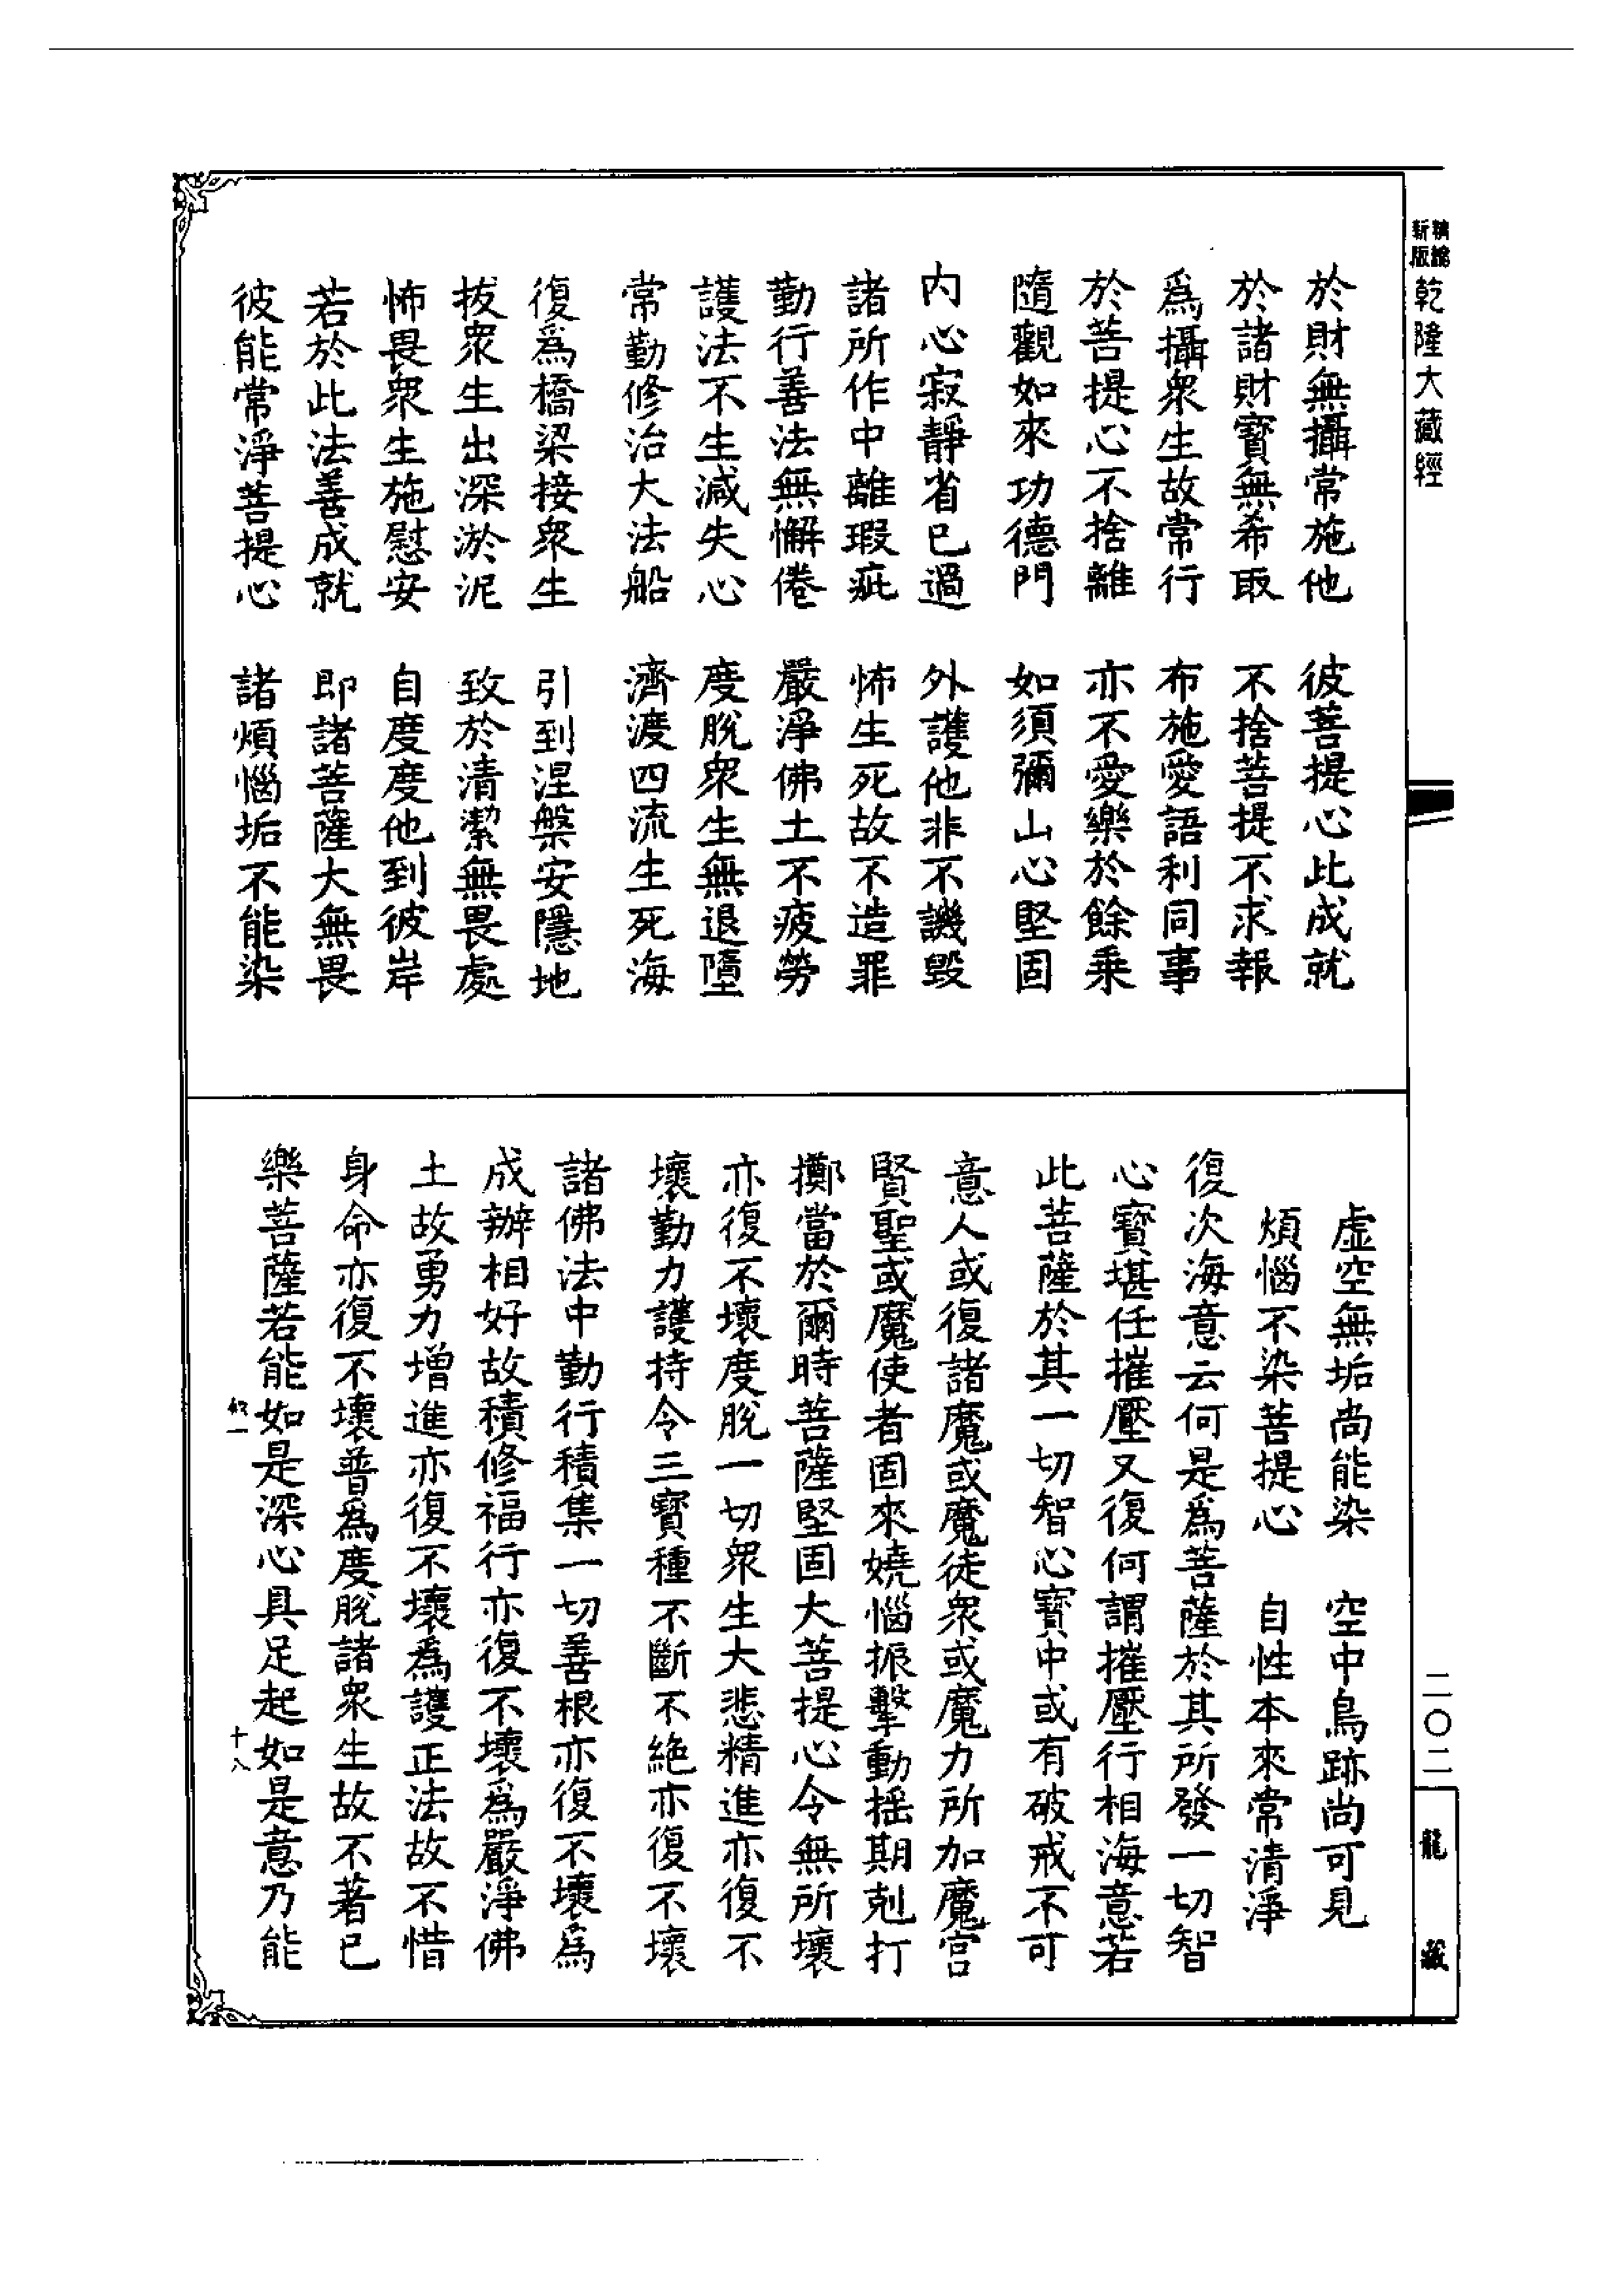 精繪
新版
乾隆大藏經
於財無攝常施他　彼菩提心此成就
於諸財寶無希取　不捨菩提不求報
爲攝衆生故常行　布施愛語利同事
於菩提心不捨離　亦不愛樂於餘乘
隨觀如來功德門　如須彌山心堅固
内心寂靜省已過　外護他非不譏毀
諸所作中離瑕疵　怖生死故不造罪
勤行善法無懈倦　嚴淨佛土不疲勞
護法不生減失心　度脫衆生無退墮
常勤修治大法船　濟渡四流生死海
復爲橋梁接衆生　引到涅槃安隱地
拔衆生出深淤泥　致於清潔無畏處
怖畏衆生施慰安　自度度他到彼岸
若於此法善成就　即諸菩薩大無畏
彼能常淨菩提心　諸煩惱垢不能染
虚空無垢尚能染　空中鳥跡尚可見
煩惱不染菩提心　自性本來常清淨
復次海意云何是爲菩薩於其所發一切智
心寶堪任摧壓又復何謂摧壓行相海意若
此菩薩於其一切智心寶中或有破戒不可
意人或復諸魔或魔徒衆或魔力所加魔宮
賢聖或魔使者固來嬈惱振擊動揺期剋打
擲當於爾時菩薩堅固大菩提心令無所壞
亦復不壞度脫一切衆生大悲精進亦復不
壞勤力護持令三寶種不斷不絶亦復不壞
諸佛法中勤行積集一切善根亦復不壞爲
成辦相好故積修福行亦復不壞爲嚴淨佛
土故勇力增進亦復不壞爲護正法故不惜
身命亦復不壞普爲度脫諸衆生故不著已
樂菩薩若能如是深心具足起如是意乃能
十八
二〇二
龍藏